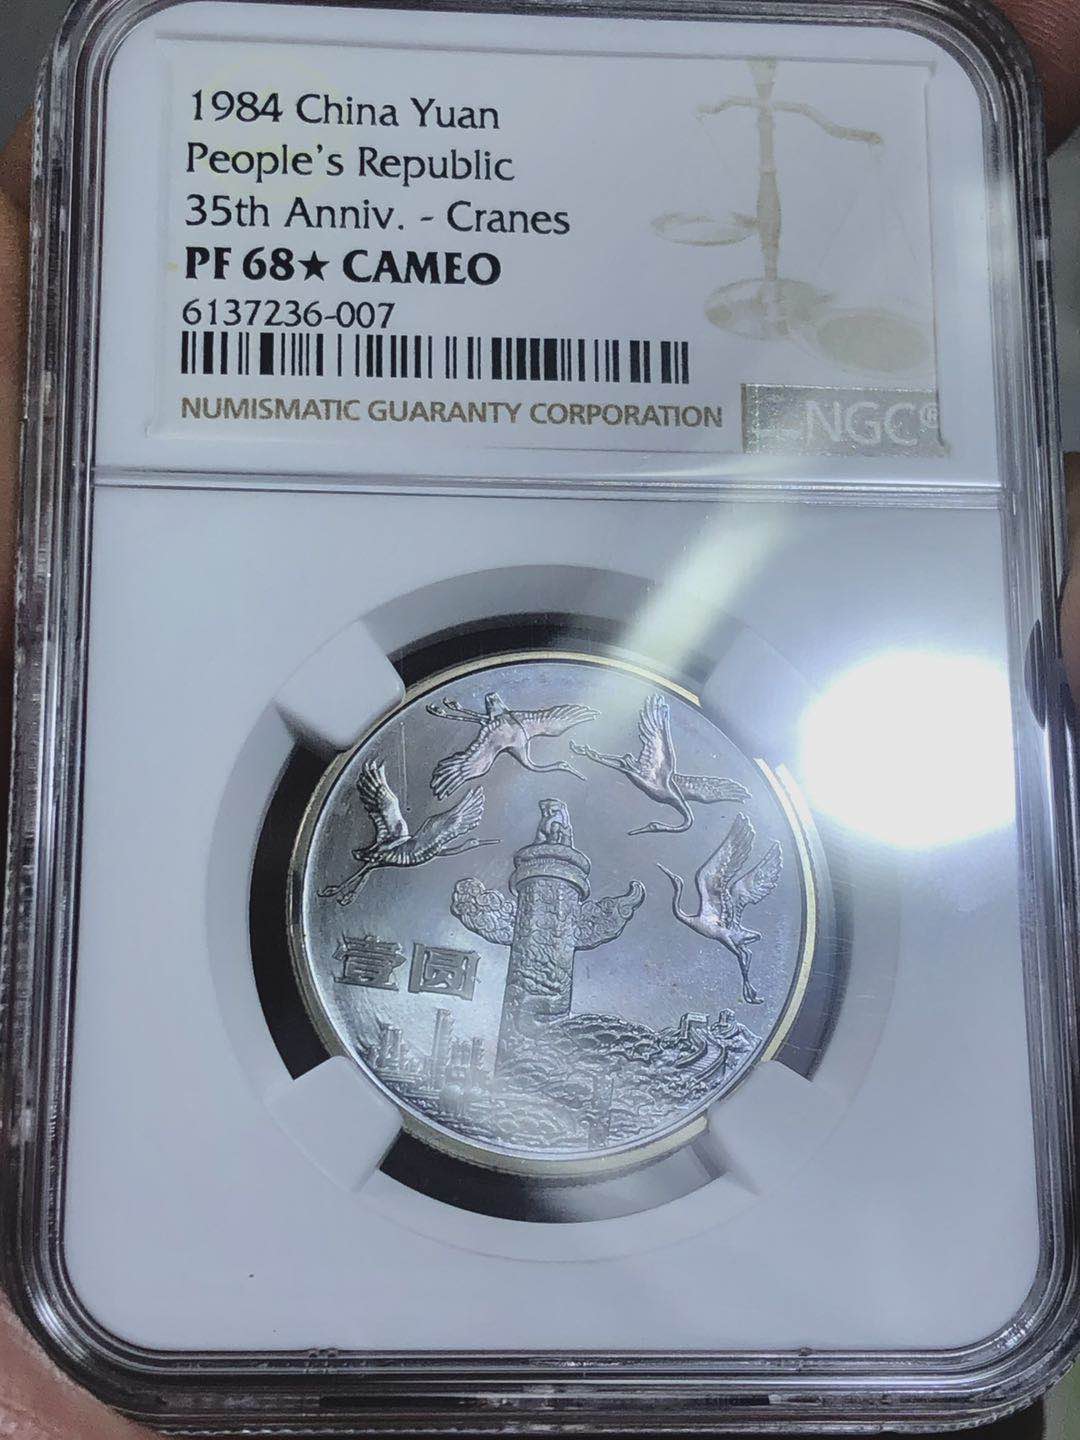 1984 China Yuan
People's Republic
35th Anniv. - Cranes
PF 68★ CAMEO
6137236-007
NUMISMATIC GUARANTY CORPORATION
NGC®
壹圆